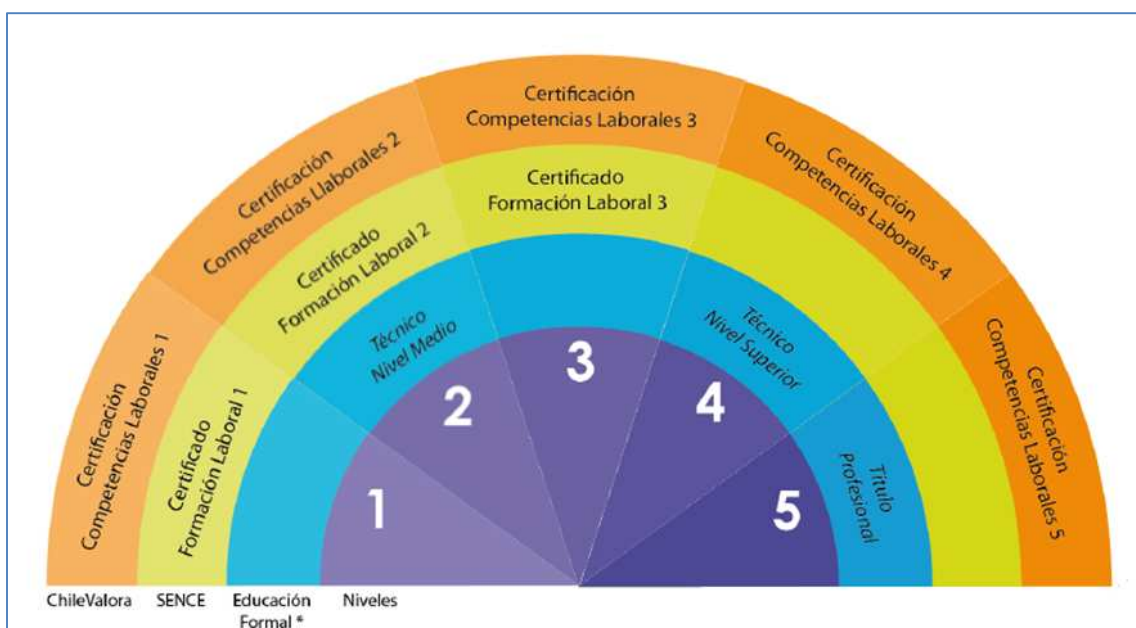 Certificación
Competencias Laborales 1
Certificación
Competencias Llaborales 2
Certificación
Competencias Laborales 3
Certificación
Competencias Laborales 4
Certificación
Competencias Laborales 5
Certificado
Formación Laboral 1
Certificado
Formación Laboral 2
Certificado
Formación Laboral 3
Técnico
Nivel Medio
Técnico
Nivel Superior
Título
Profesional
1
2
3
4
5
ChileValora
SENCE
Educación
Formal *
Niveles